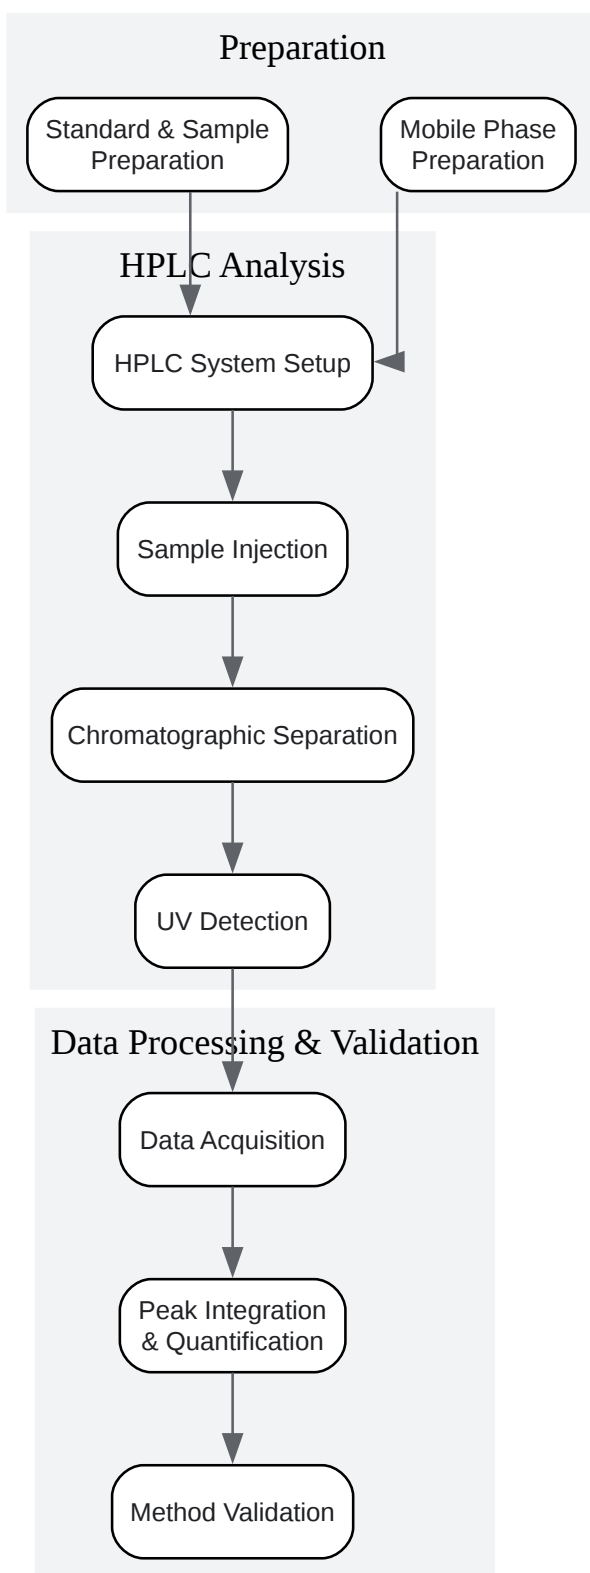 Preparation
Standard & Sample
Preparation
Mobile Phase
Preparation
HPLC Analysis
HPLC System Setup
Sample Injection
Chromatographic Separation
UV Detection
Data Processing & Validation
Data Acquisition
Peak Integration
& Quantification
Method Validation